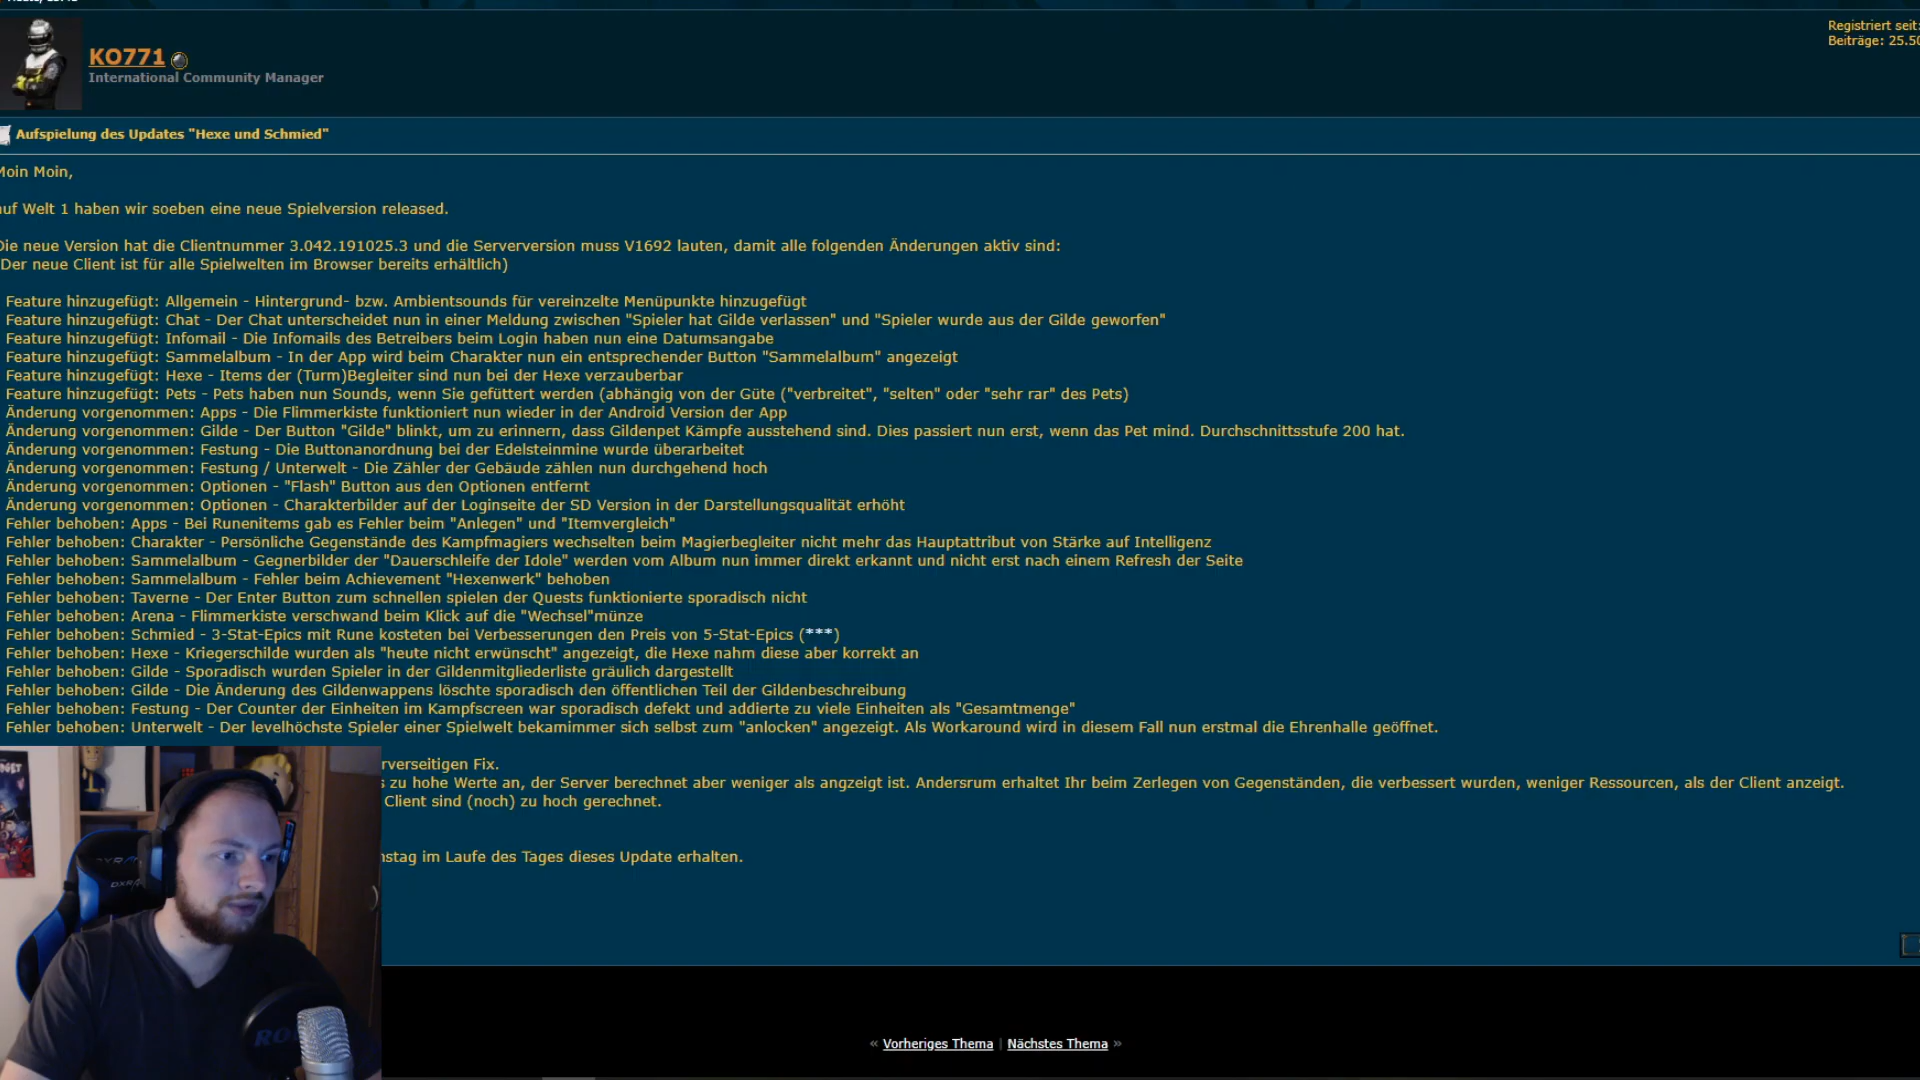 Registriert seit:
KO771
Beiträge: 25.50
International Community Manager
Aufspielung des Updates "Hexe und Schmied"
Moin Moin,
auf Welt 1 haben wir soeben eine neue Spielversion released.
Die neue Version hat die Clientnummer 3.042.191025.3 und die Serverversion muss V1692 lauten, damit alle folgenden Änderungen aktiv sind:
(Der neue Client ist für alle Spielwelten im Browser bereits erhältlich)
Feature hinzugefügt: Allgemein - Hintergrund- bzw. Ambientsounds für vereinzelte Menüpunkte hinzugefügt
Feature hinzugefügt: Chat - Der Chat unterscheidet nun in einer Meldung zwischen "Spieler hat Gilde verlassen" und "Spieler wurde aus der Gilde geworfen"
Feature hinzugefügt: Infomail - Die Infomails des Betreibers beim Login haben nun eine Datumsangabe
Feature hinzugefügt: Sammelalbum - In der App wird beim Charakter nun ein entsprechender Button "Sammelalbum" angezeigt
Feature hinzugefügt: Hexe - Items der (Turm)Begleiter sind nun bei der Hexe verzauberbar
Feature hinzugefügt: Pets - Pets haben nun Sounds, wenn Sie gefüttert werden (abhängig von der Güte ("verbreitet", "selten" oder "sehr rar" des Pets)
Änderung vorgenommen: Apps - Die Flimmerkiste funktioniert nun wieder in der Android Version der App
Änderung vorgenommen: Gilde - Der Button "Gilde" blinkt, um zu erinnern, dass Gildenpet Kämpfe ausstehend sind. Dies passiert nun erst, wenn das Pet mind. Durchschnittsstufe 200 hat.
Änderung vorgenommen: Festung - Die Buttonanordnung bei der Edelsteinmine wurde überarbeitet
Änderung vorgenommen: Festung / Unterwelt - Die Zähler der Gebäude zählen nun durchgehend hoch
Änderung vorgenommen: Optionen - "Flash" Button aus den Optionen entfernt
Änderung vorgenommen: Optionen - Charakterbilder auf der Loginseite der SD Version in der Darstellungsqualität erhöht
Fehler behoben: Apps - Bei Runenitems gab es Fehler beim "Anlegen" und "Itemvergleich"
Fehler behoben: Charakter - Persönliche Gegenstände des Kampfmagiers wechselten beim Magierbegleiter nicht mehr das Hauptattribut von Stärke auf Intelligenz
Fehler behoben: Sammelalbum - Gegnerbilder der "Dauerschleife der Idole" werden vom Album nun immer direkt erkannt und nicht erst nach einem Refresh der Seite
Fehler behoben: Sammelalbum - Fehler beim Achievement "Hexenwerk" behoben
Fehler behoben: Taverne - Der Enter Button zum schnellen spielen der Quests funktionierte sporadisch nicht
Fehler behoben: Arena - Flimmerkiste verschwand beim Klick auf die "Wechsel"münze
Fehler behoben: Schmied - 3-Stat-Epics mit Rune kosteten bei Verbesserungen den Preis von 5-Stat-Epics (***)
Fehler behoben: Hexe - Kriegerschilde wurden als "heute nicht erwünscht" angezeigt, die Hexe nahm diese aber korrekt an
Fehler behoben: Gilde - Sporadisch wurden Spieler in der Gildenmitgliederliste gräulich dargestellt
Fehler behoben: Gilde - Die Änderung des Gildenwappens löschte sporadisch den öffentlichen Teil der Gildenbeschreibung
Fehler behoben: Festung - Der Counter der Einheiten im Kampfscreen war sporadisch defekt und addierte zu viele Einheiten als "Gesamtmenge"
Fehler behoben: Unterwelt - Der levelhöchste Spieler einer Spielwelt bekamimmer sich selbst zum "anlocken" angezeigt. Als Workaround wird in diesem Fall nun erstmal die Ehrenhalle geöffnet.
rverseitigen Fix.
s zu hohe Werte an, der Server berechnet aber weniger als angzeigt ist. Andersrum erhaltet Ihr beim Zerlegen von Gegenständen, die verbessert wurden, weniger Ressourcen, als der Client anzeigt.
Client sind (noch) zu hoch gerechnet.
nstag im Laufe des Tages dieses Update erhalten.
« Vorheriges Thema | Nächstes Thema »